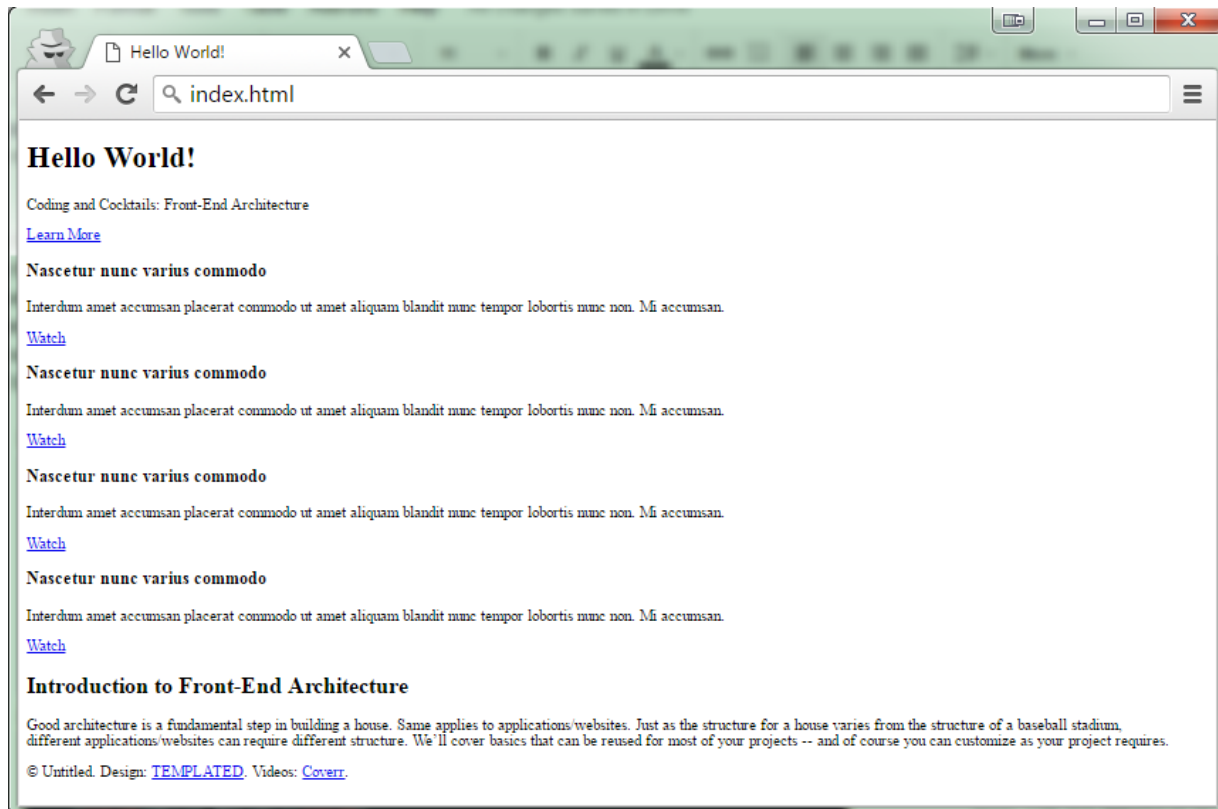 Hello World!
index.html
Hello World!
Coding and Cocktails: Front-End Architecture
Learn More
Nascetur nunc varius commodo
Interdum amet accumsan placerat commodo ut amet aliquam blandit nunc tempor lobortis nunc non. Mi accumsan.
Watch
Nascetur nunc varius commodo
Interdum amet accumsan placerat commodo ut amet aliquam blandit nunc tempor lobortis nunc non. Mi accumsan.
Watch
Nascetur nunc varius commodo
Interdum amet accumsan placerat commodo ut amet aliquam blandit nunc tempor lobortis nunc non. Mi accumsan.
Watch
Nascetur nunc varius commodo
Interdum amet accumsan placerat commodo ut amet aliquam blandit nunc tempor lobortis nunc non. Mi accumsan.
Watch
Introduction to Front-End Architecture
Good architecture is a fundamental step in building a house. Same applies to applications/websites. Just as the structure for a house varies from the structure of a baseball stadium,
different applications/websites can require different structure. We'll cover basics that can be reused for most of your projects -- and of course you can customize as your project requires.
© Untitled. Design: TEMPLATED. Videos: Coverr.